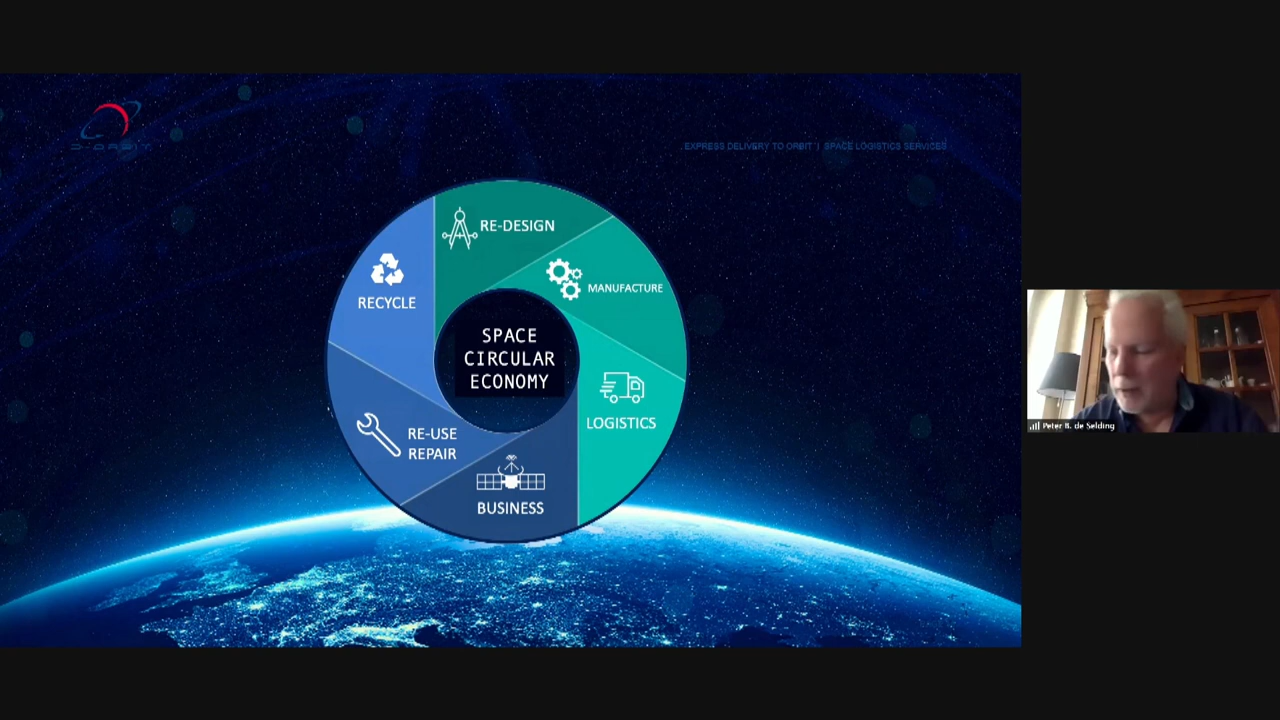 D-ORBIT
EXPRESS DELIVERY TO ORBIT | SPACE LOGISTICS SERVICES
RE-DESIGN
MANUFACTURE
RECYCLE
SPACE
CIRCULAR
ECONOMY
LOGISTICS
RE-USE
REPAIR
BUSINESS
Peter B. de Selding